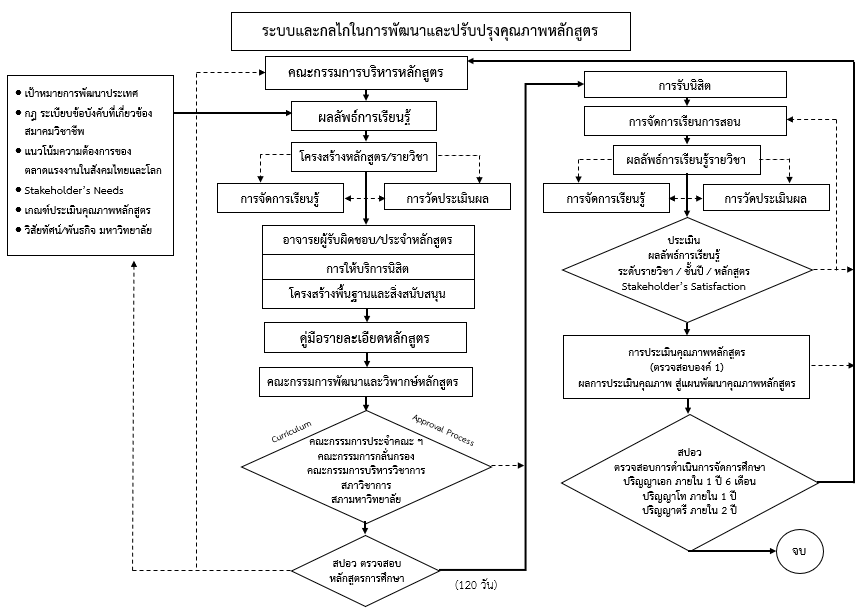 ระบบและกลไกในการพัฒนาและปรับปรุงคุณภาพหลักสูตร
● เป้าหมายการพัฒนาประเทศ
● กฎ ระเบียบข้อบังคับที่เกี่ยวข้อง
สมาคมวิชาชีพ
● แนวโน้มความต้องการของ
ตลาดแรงงานในสังคมไทยและโลก
● Stakeholder's Needs
● เกณฑ์ประเมินคุณภาพหลักสูตร
● วิสัยทัศน์/พันธกิจ มหาวิทยาลัย
คณะกรรมการบริหารหลักสูตร
ผลลัพธ์การเรียนรู้
โครงสร้างหลักสูตร/รายวิชา
การจัดการเรียนรู้
การวัดประเมินผล
อาจารยผู้รับผิดชอบ/ประจำหลักสูตร
การให้บริการนิสิต
โครงสร้างพื้นฐานและสิ่งสนับสนุน
คู่มือรายละเอียดหลักสูตร
คณะกรรมการพัฒนาและวิพากษ์หลักสูตร
Curriculum
Approval Process
คณะกรรมการประจำคณะ ฯ
คณะกรรมการกลั่นกรอง
คณะกรรมการบริหารวิชาการ
สภาวิชาการ
สภามหาวิทยาลัย
สปอว ตรวจสอบ
หลักสูตรการศึกษา
(120 วัน)
การรับนิสิต
การจัดการเรียนการสอน
ผลลัพธ์การเรียนรู้รายวิชา
การจัดการเรียนรู้
การวัดประเมินผล
ประเมิน
ผลลัพธ์การเรียนรู้
ระดับรายวิชา / ชั้นปี / หลักสูตร
Stakeholder's Satisfaction
การประเมินคุณภาพหลักสูตร
(ตรวจสอบองค์ 1)
ผลการประเมินคุณภาพ สู่แผนพัฒนาคุณภาพหลักสูตร
สปอว
ตรวจสอบการดำเนินการจัดการศึกษา
ปริญญาเอก ภายใน 1 ปี 6 เดือน
ปริญญาโท ภายใน 1 ปี
ปริญญาตรี ภายใน 2 ปี
จบ